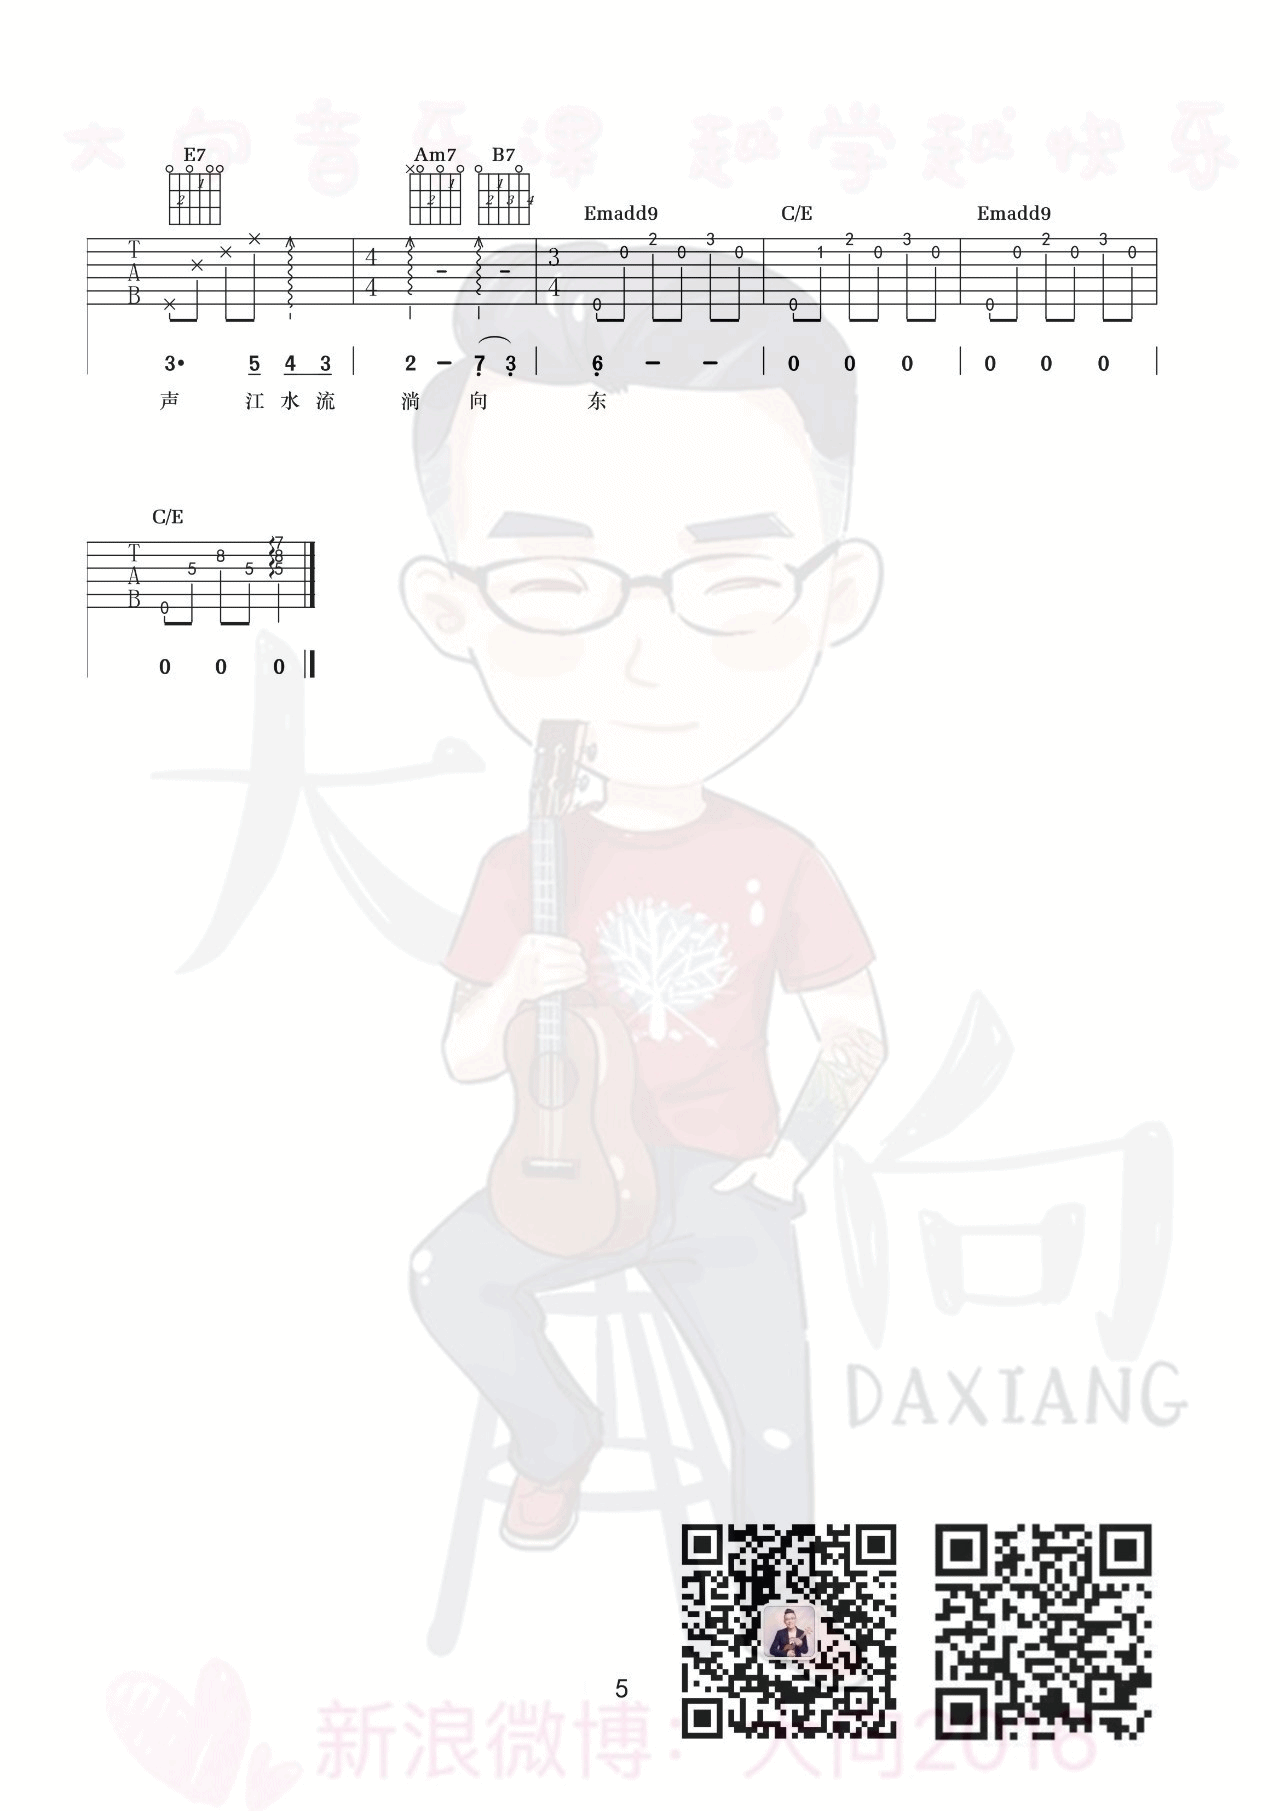 大向音乐课 越学越快乐
E7 Am7 B7
Emadd9 C/E Emadd9
T A B
4 4 3 4
0 0 2 0 3 0 0 1 2 0 3 0 0 0 2 0 3 0
3· 5 4 3 2 – 7 3 6 – – 0 0 0 0 0 0
声 江 水 流 淌 向 东
C/E
T A B
0 5 8 5 7 8 5
0 0 0
大
向
DAXIANG
5
新浪微博：大向2016